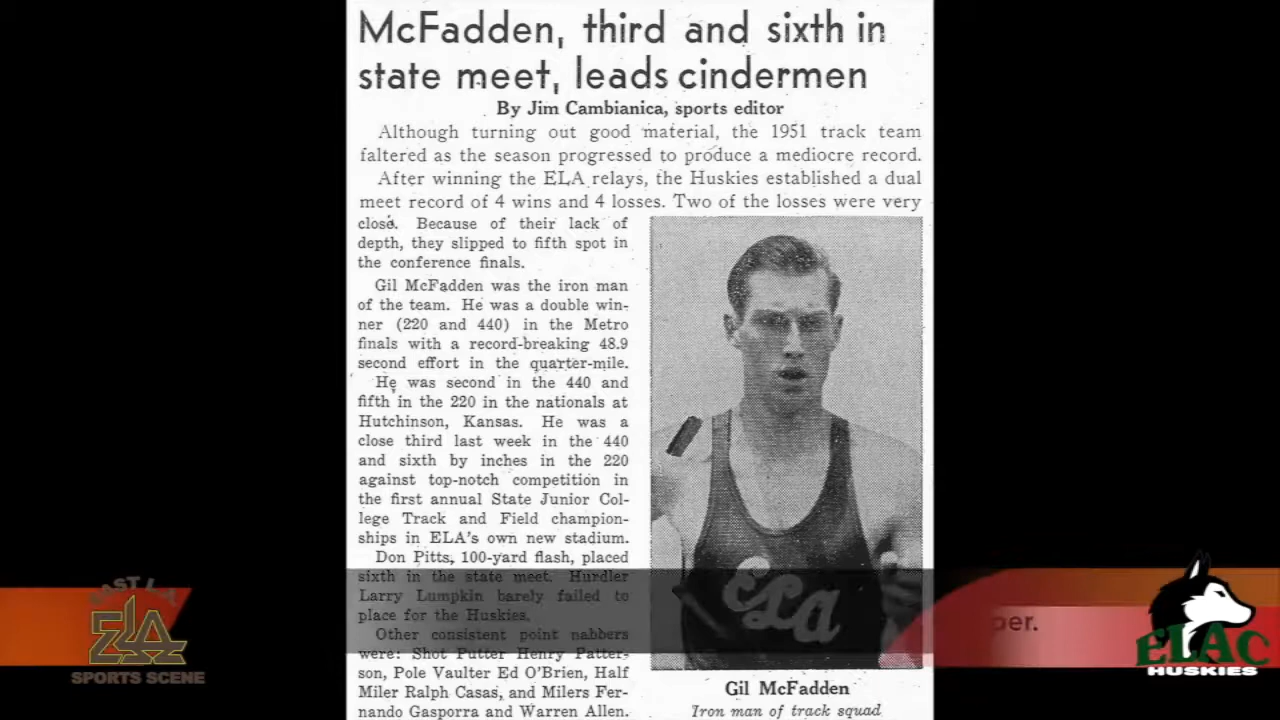 McFadden, third and sixth in
state meet, leads cindermen
By Jim Cambianica, sports editor
Although turning out good material, the 1951 track team
faltered as the season progressed to produce a mediocre record.
After winning the ELA relays, the Huskies established a dual
meet record of 4 wins and 4 losses. Two of the losses were very
close. Because of their lack of
depth, they slipped to fifth spot in
the conference finals.
Gil McFadden was the iron man
of the team. He was a double win-
ner (220 and 440) in the Metro
finals with a record-breaking 48.9
second effort in the quarter-mile.
He was second in the 440 and
fifth in the 220 in the nationals at
Hutchinson, Kansas. He was a
close third last week in the 440
and sixth by inches in the 220
against top-notch competition in
the first annual State Junior Col-
lege Track and Field champion-
ships in ELA's own new stadium.
Don Pitts, 100-yard flash, placed
sixth in the state meet. Hurdler
Larry Lumpkin barely failed to
place for the Huskies.
Other consistent point nabbers
were: Shot Putter Henry Patter-
son, Pole Vaulter Ed O'Brien, Half
Miler Ralph Casas, and Milers Fer-
nando Gasporra and Warren Allen.
ELA
Gil McFadden
Iron man of track squad
EAST L.A.
ELA
SPORTS SCENE
per.
ELAC
HUSKIES